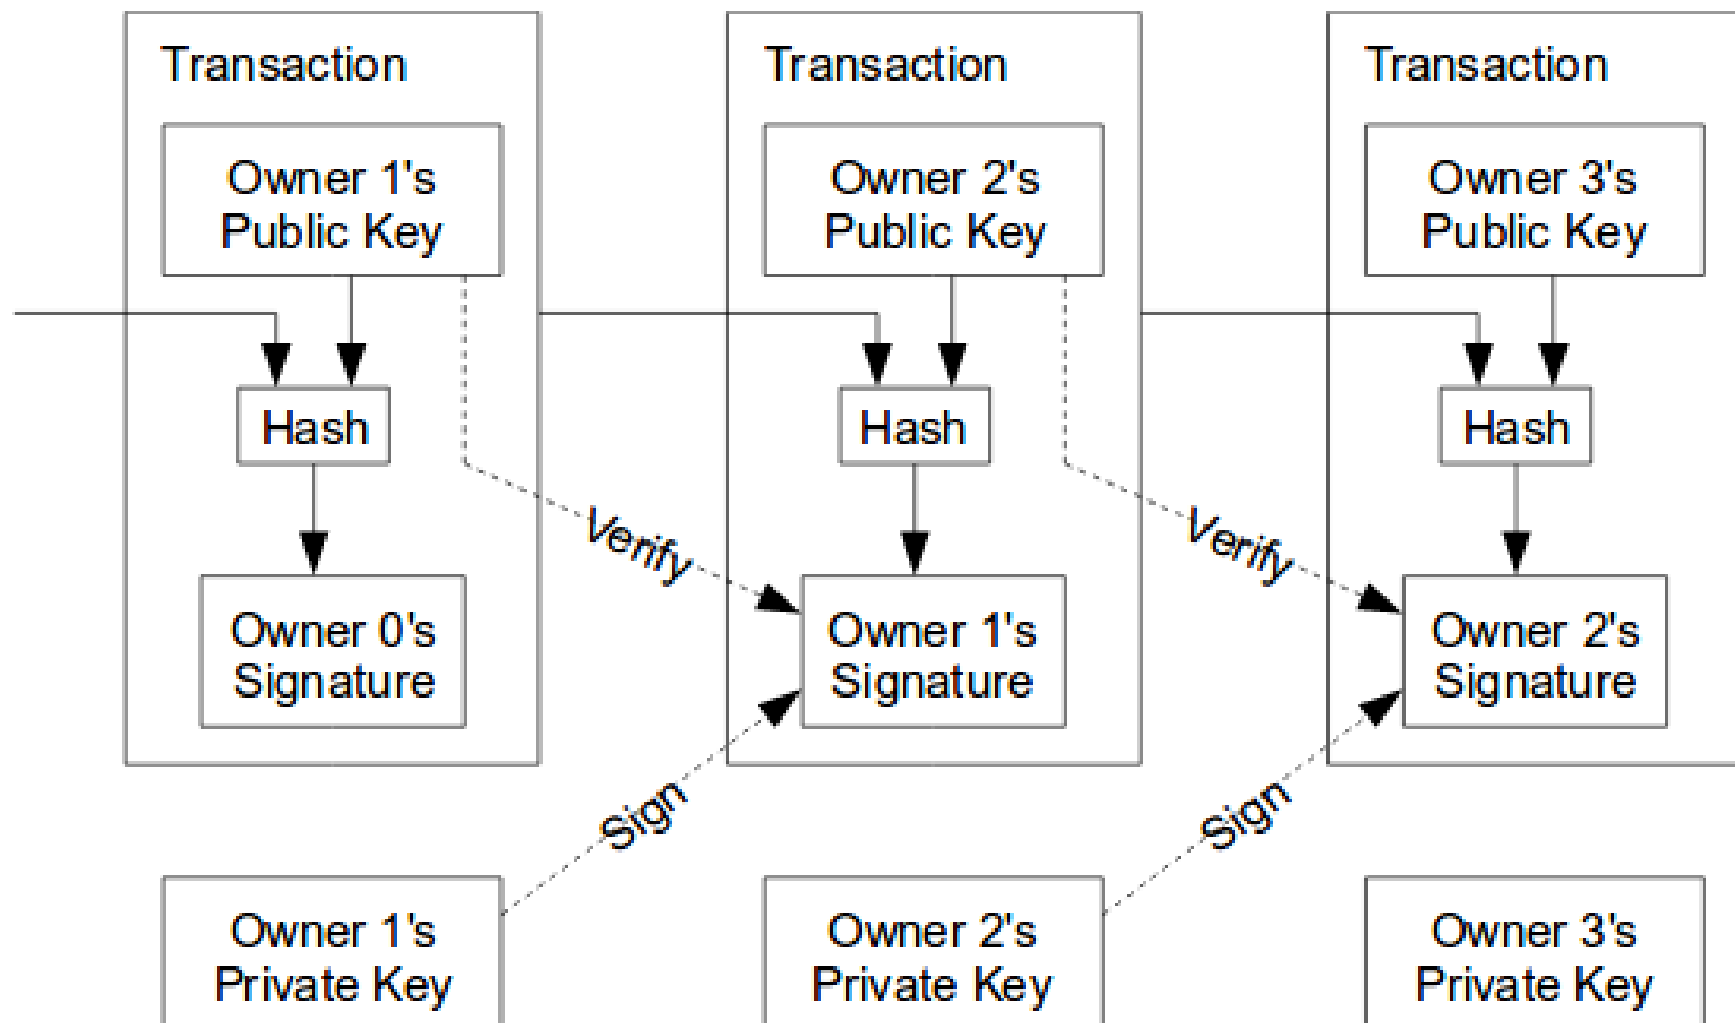 Transaction
Owner 1's
Public Key
Hash
Owner 0's
Signature
Transaction
Owner 2's
Public Key
Hash
Owner 1's
Signature
Transaction
Owner 3's
Public Key
Hash
Owner 2's
Signature
Verify
Verify
Sign
Sign
Owner 1's
Private Key
Owner 2's
Private Key
Owner 3's
Private Key